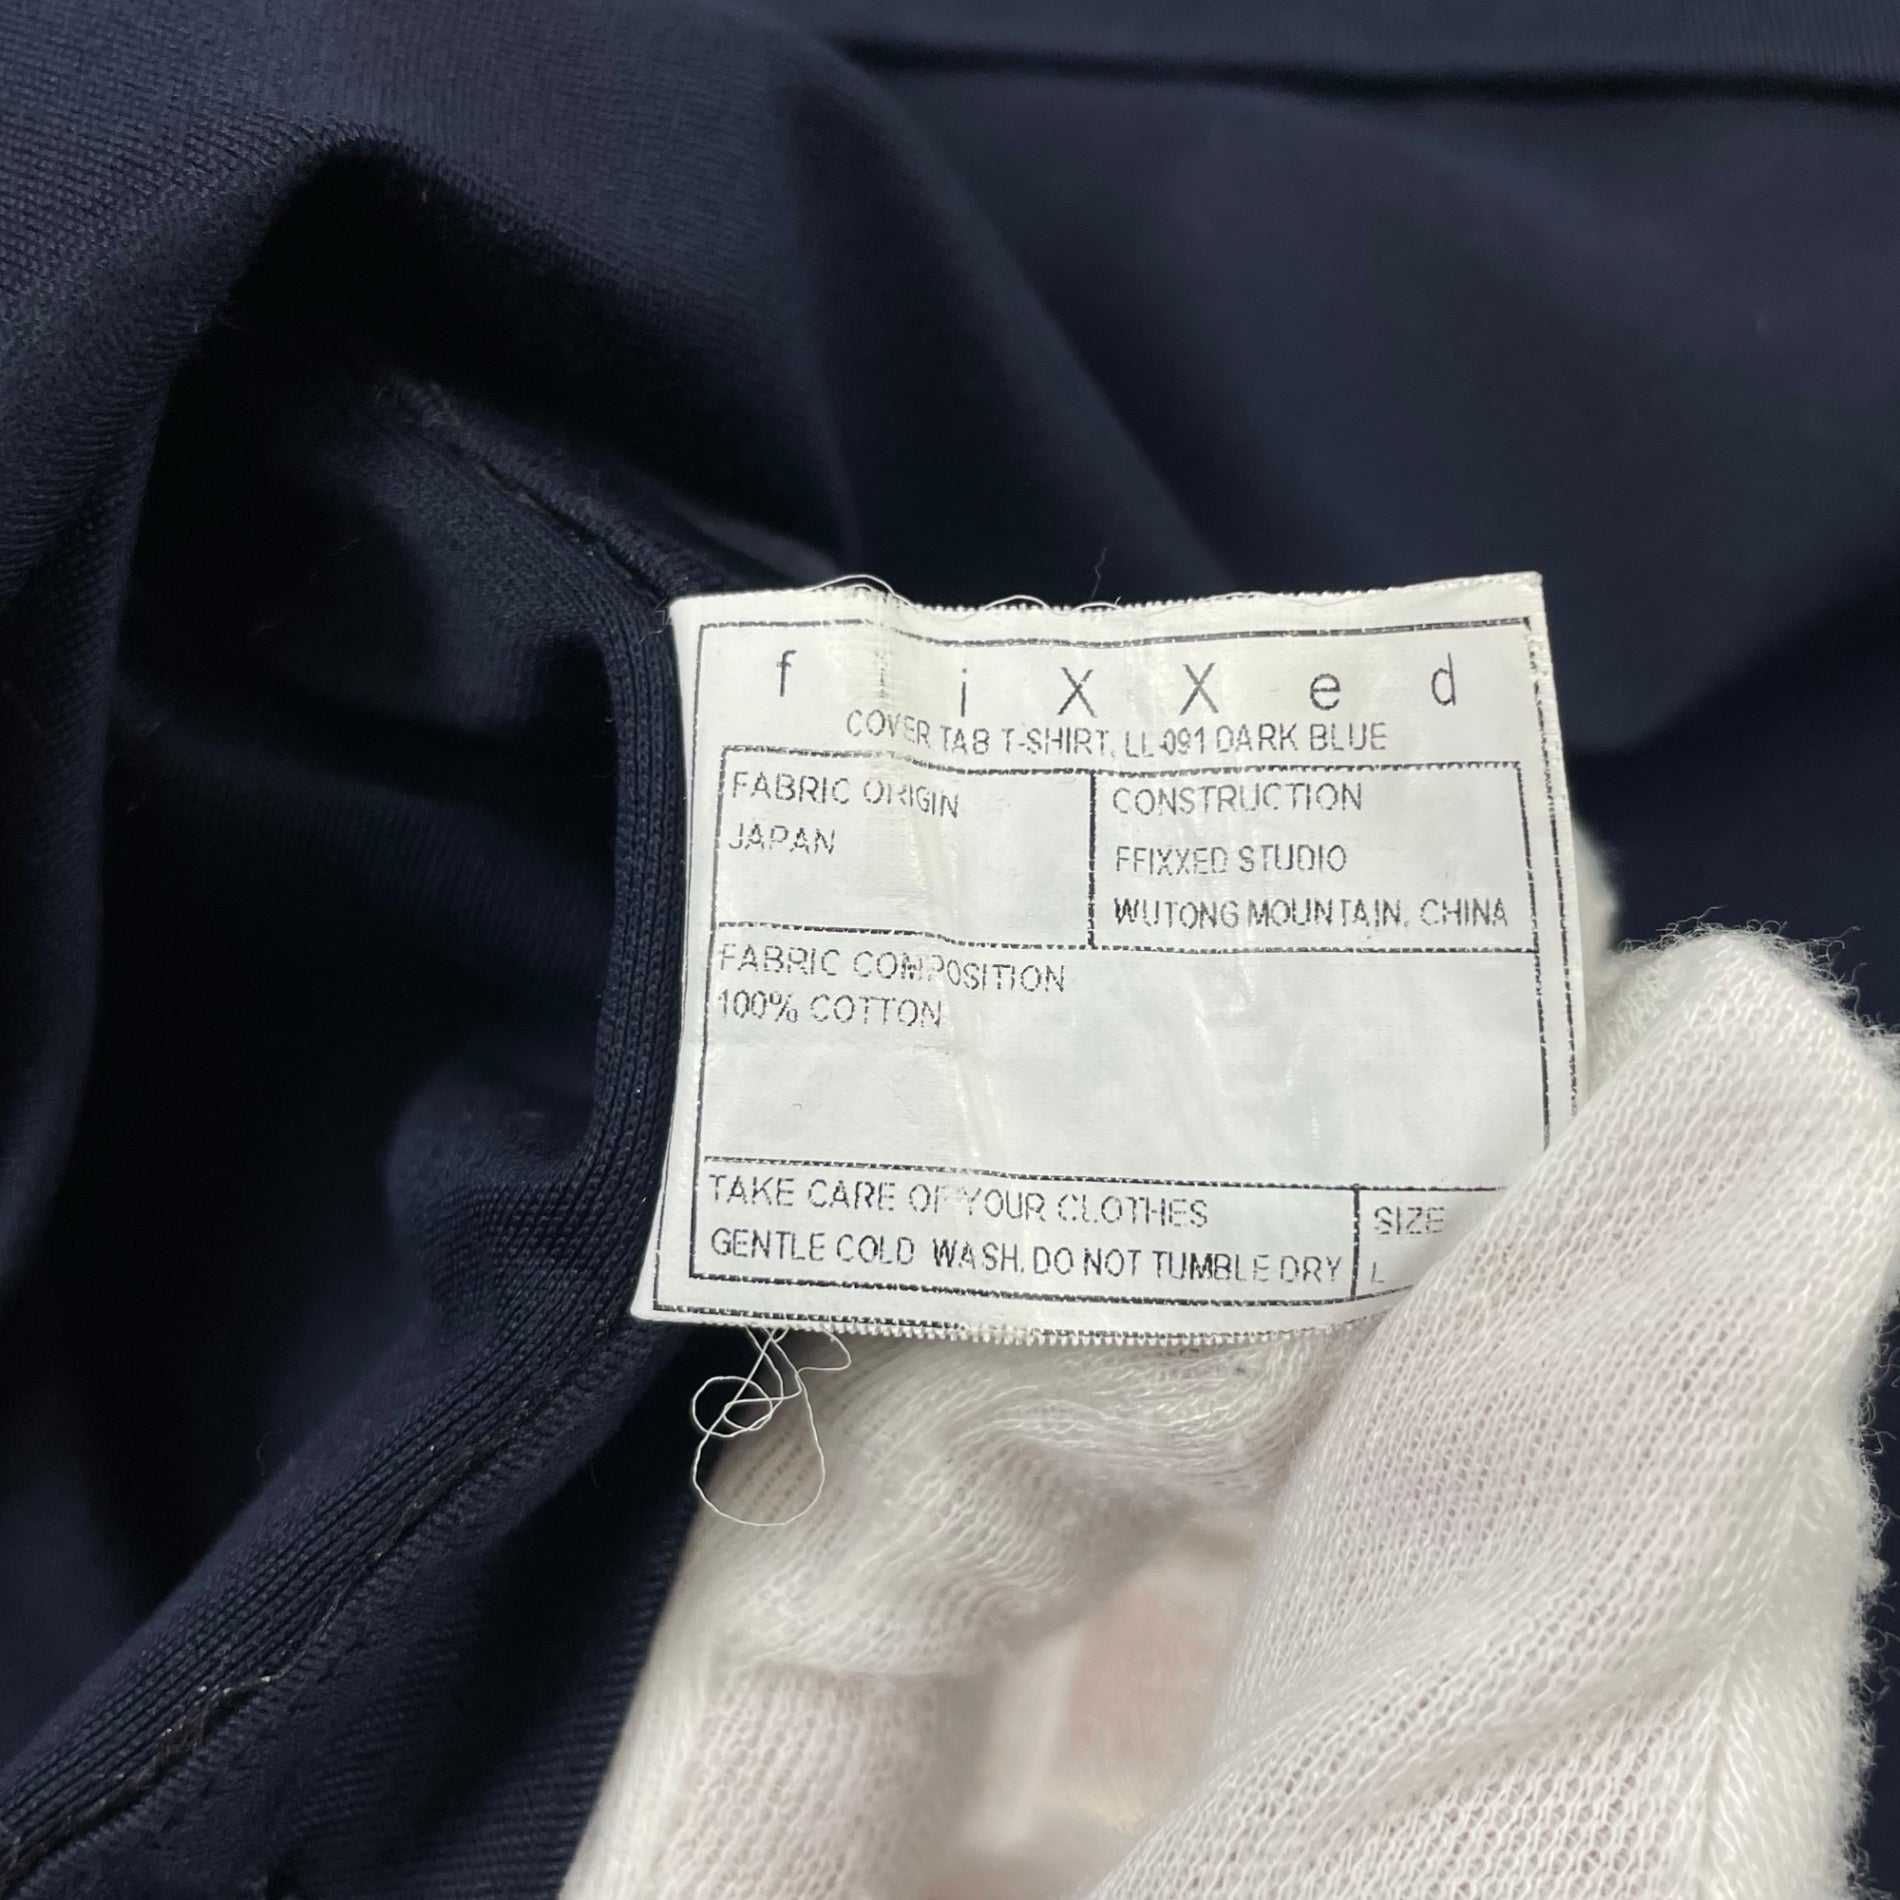 f f i X X e d
COVER TAB T-SHIRT, LL-091 DARK BLUE
FABRIC ORIGIN
JAPAN
CONSTRUCTION
FFIXXED STUDIO
WUTONG MOUNTAIN, CHINA
FABRIC COMPOSITION
100% COTTON
TAKE CARE OF YOUR CLOTHES
GENTLE COLD WASH, DO NOT TUMBLE DRY
SIZE
L